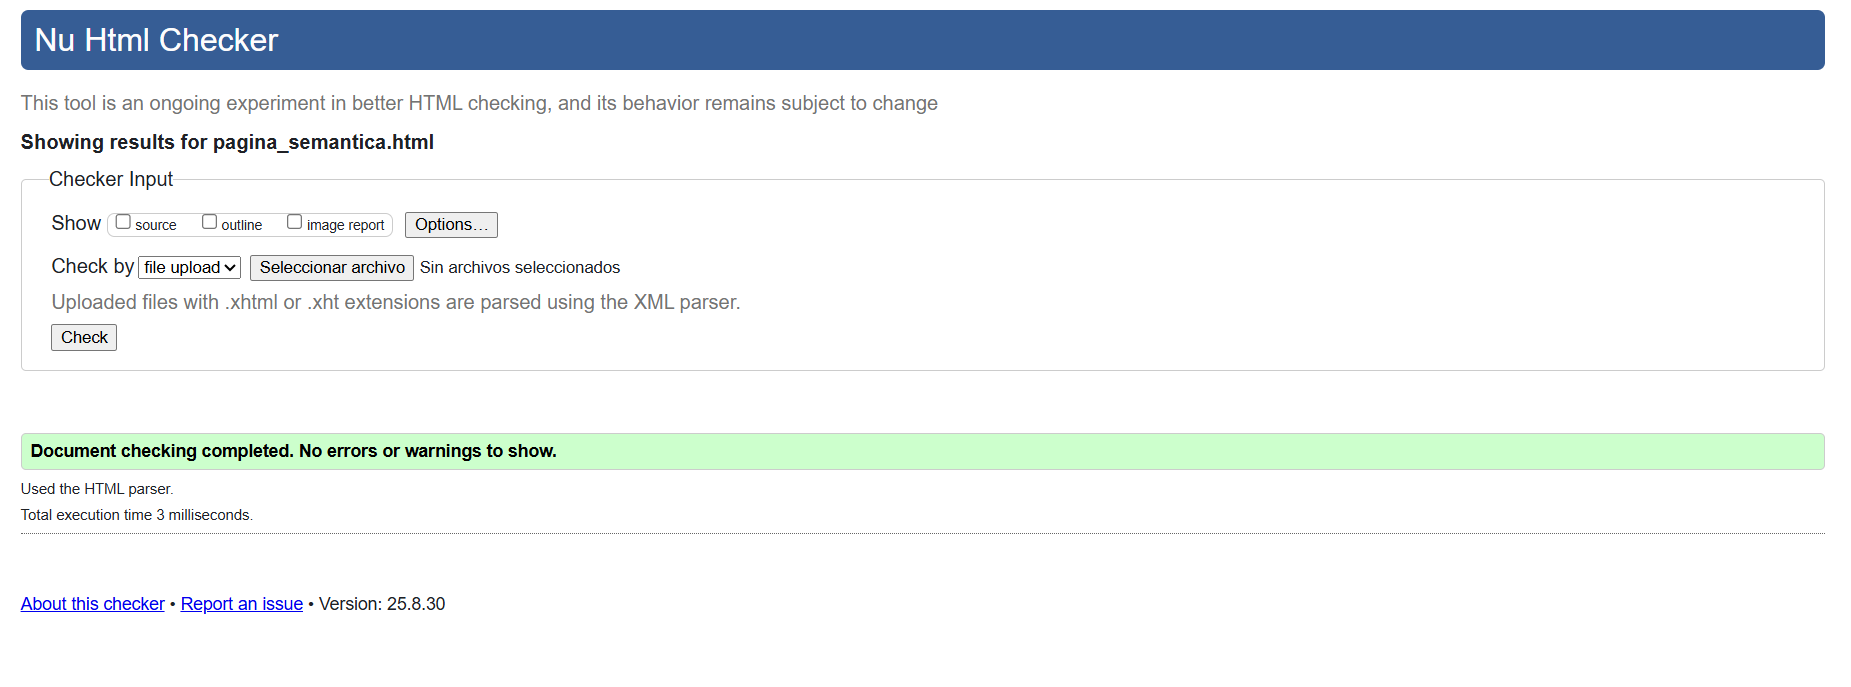 Nu Html Checker
This tool is an ongoing experiment in better HTML checking, and its behavior remains subject to change
Showing results for pagina_semantica.html
Checker Input
Show source outline image report Options…
Check by file upload Seleccionar archivo Sin archivos seleccionados
Uploaded files with .xhtml or .xht extensions are parsed using the XML parser.
Check
Document checking completed. No errors or warnings to show.
Used the HTML parser.
Total execution time 3 milliseconds.
About this checker • Report an issue • Version: 25.8.30